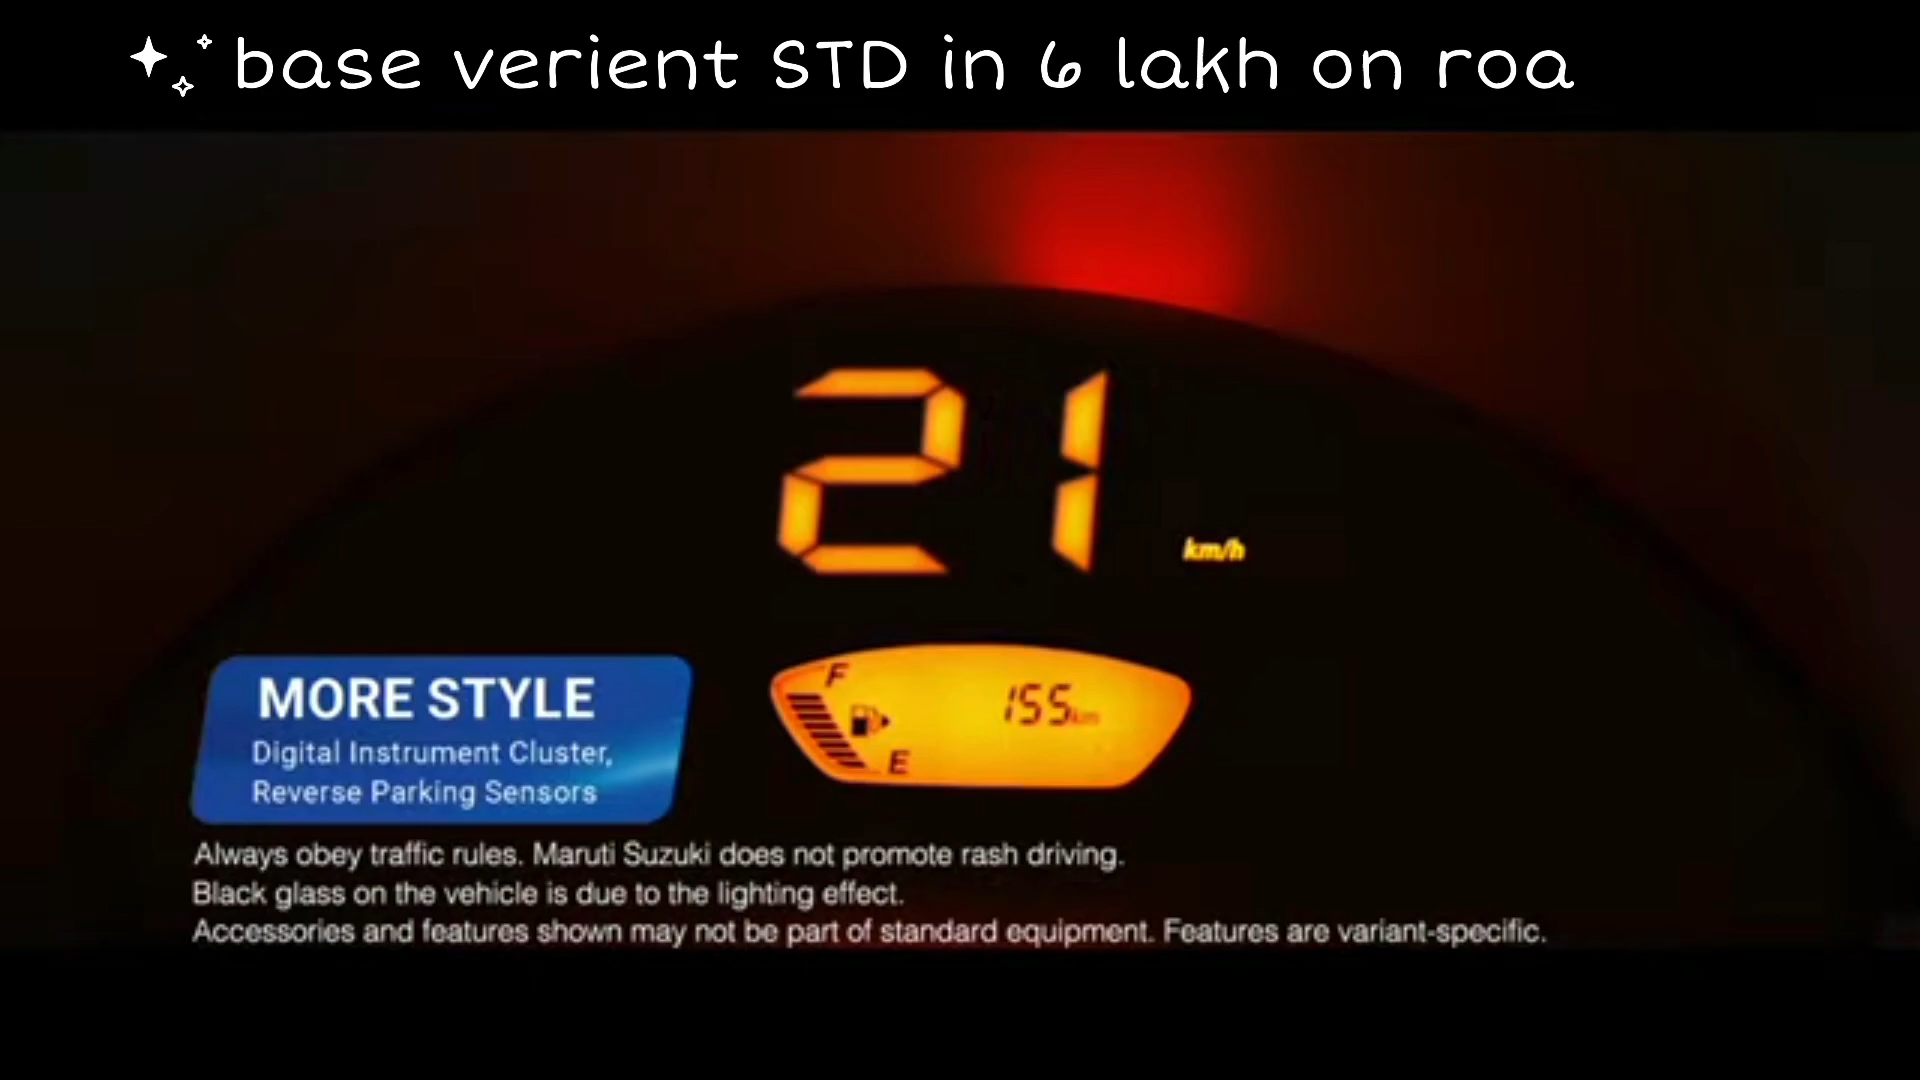 base verient STD in 6 lakh on roa
21
km/h
F
155km
E
MORE STYLE
Digital Instrument Cluster,
Reverse Parking Sensors
Always obey traffic rules. Maruti Suzuki does not promote rash driving.
Black glass on the vehicle is due to the lighting effect.
Accessories and features shown may not be part of standard equipment. Features are variant-specific.